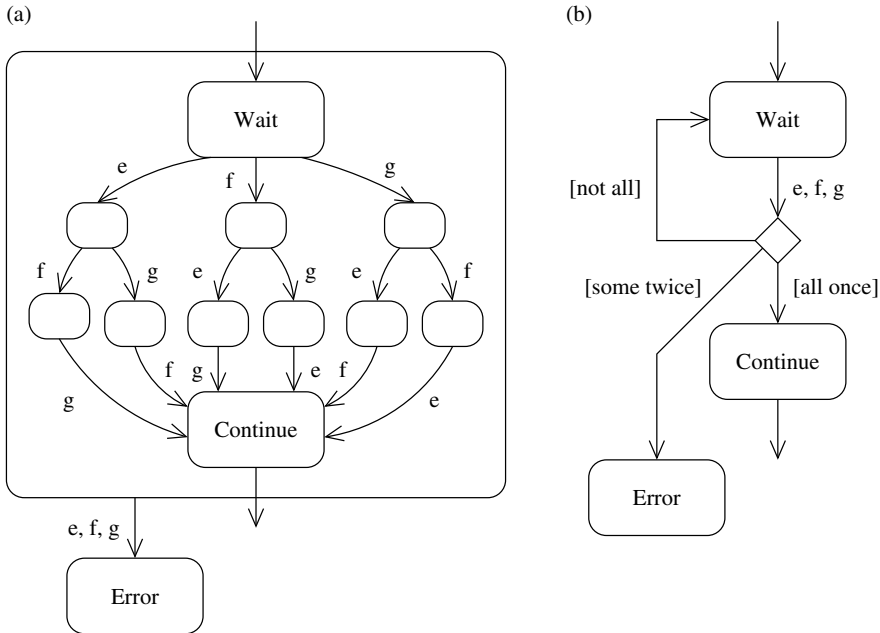 (a)
Wait
e
f
g
f
g
e
g
e
f
g
f
g
e
f
e
Continue
e, f, g
Error
(b)
Wait
[not all]
e, f, g
[some twice]
[all once]
Continue
Error